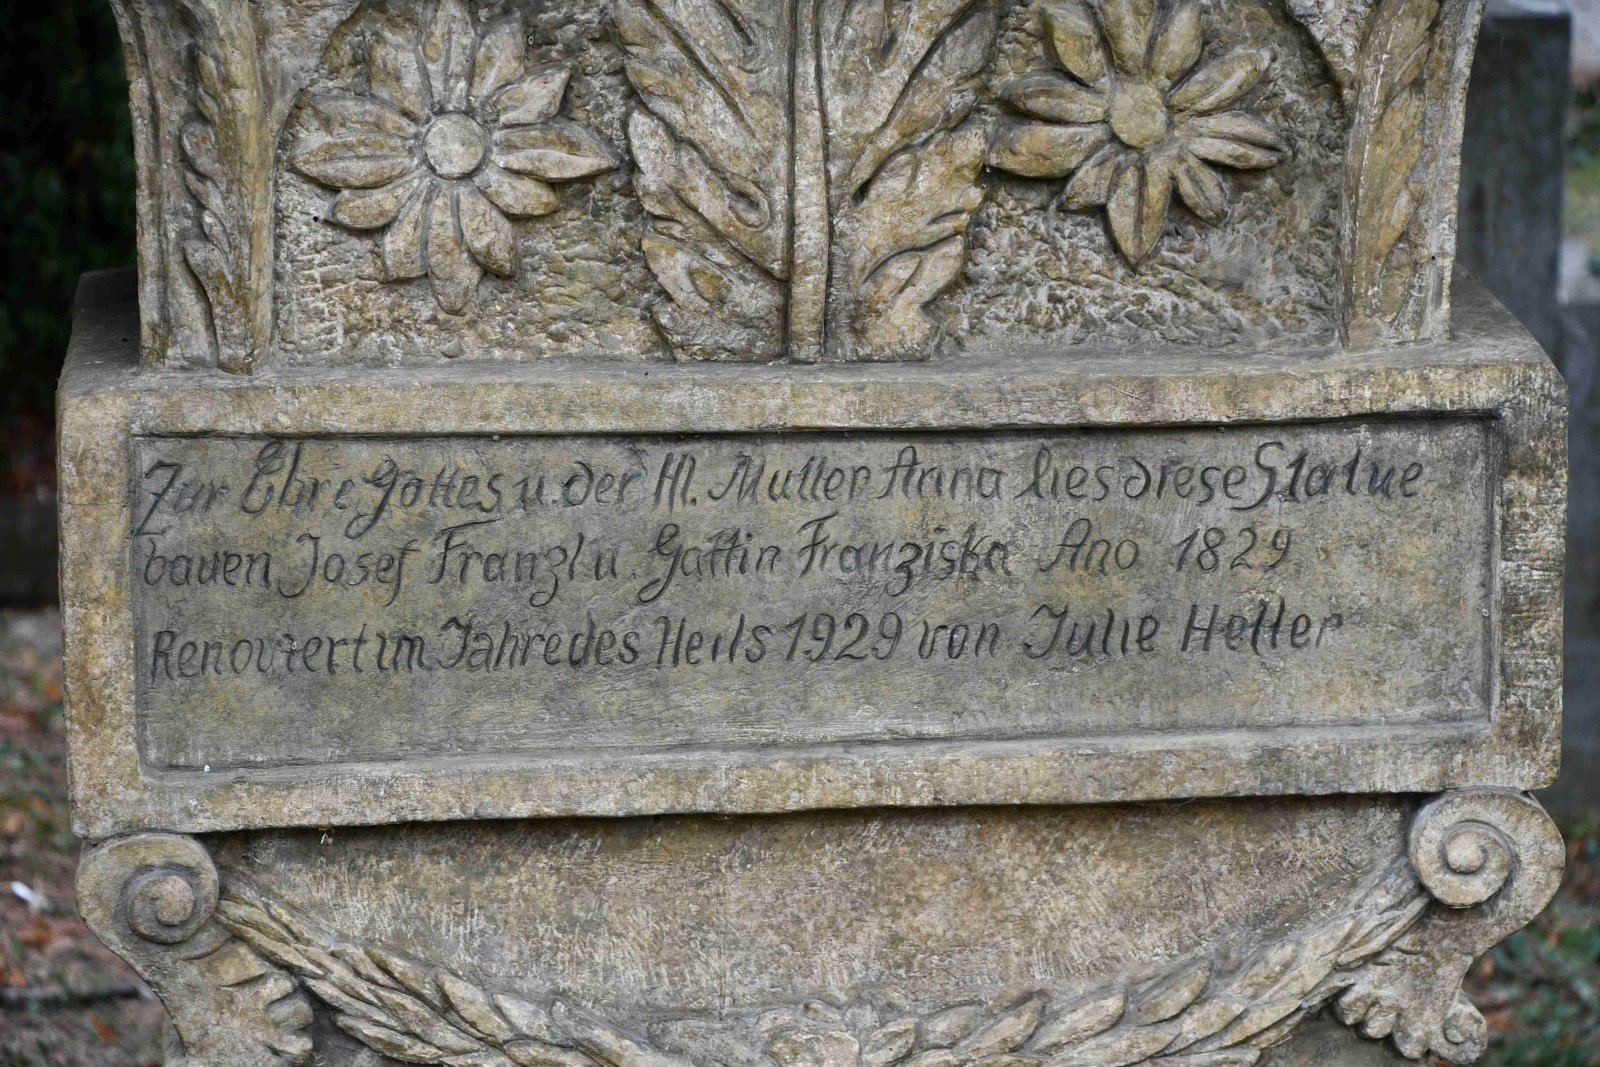 Zur Ehre Gottes u. der Hl. Mutter Anna lies diese Statue
bauen Josef Franzl u. Gattin Franziska Ano 1829
Renoviert im Jahre des Heils 1929 von Julie Heller